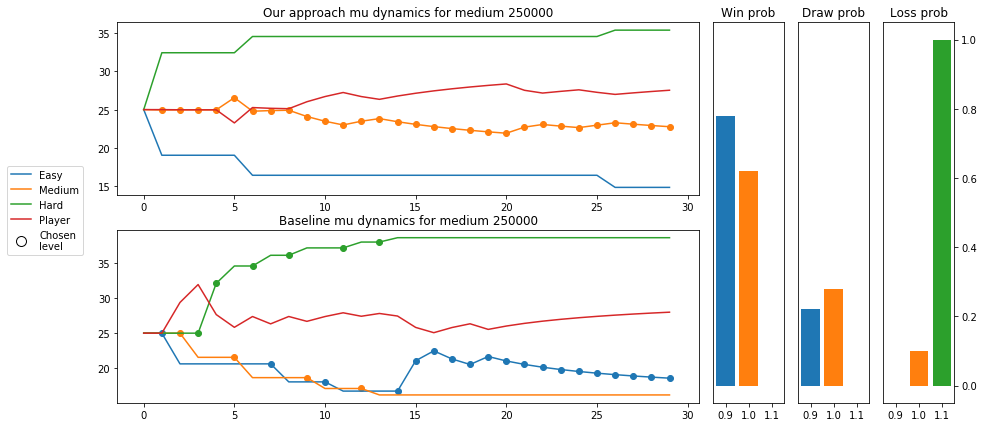 Our approach mu dynamics for medium 250000
35
30
25
20
15
0 5 10 15 20 25 30
Easy
Medium
Hard
Player
Chosen
level
Baseline mu dynamics for medium 250000
35
30
25
20
0 5 10 15 20 25 30
Win prob Draw prob Loss prob
1.0
0.8
0.6
0.4
0.2
0.0
0.9 1.0 1.1 0.9 1.0 1.1 0.9 1.0 1.1